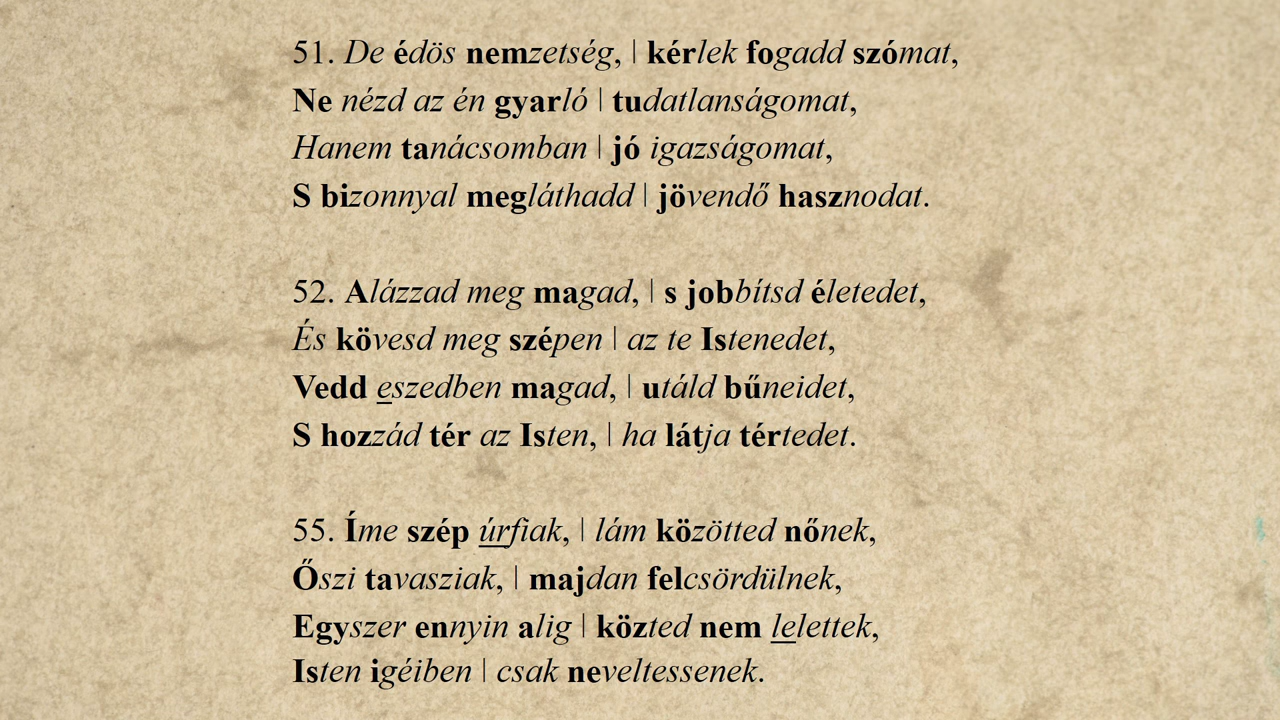 51. De édös nemzetség, | kérlek fogadd szómat,
Ne nézd az én gyarló | tudatlanságomat,
Hanem tanácsomban | jó igazságomat,
S bizonnyal megláthadd | jövendő hasznodat.
52. Alázzad meg magad, | s jobbítsd életedet,
És kövesd meg szépen | az te Istenedet,
Vedd eszedben magad, | utáld bűneidet,
S hozzád tér az Isten, | ha látja tértedet.
55. Íme szép úrfiak, | lám közötted nőnek,
Őszi tavasziak, | majdan felcsördülnek,
Egyszer ennyin alig | közted nem lelettek,
Isten igéiben | csak neveltessenek.